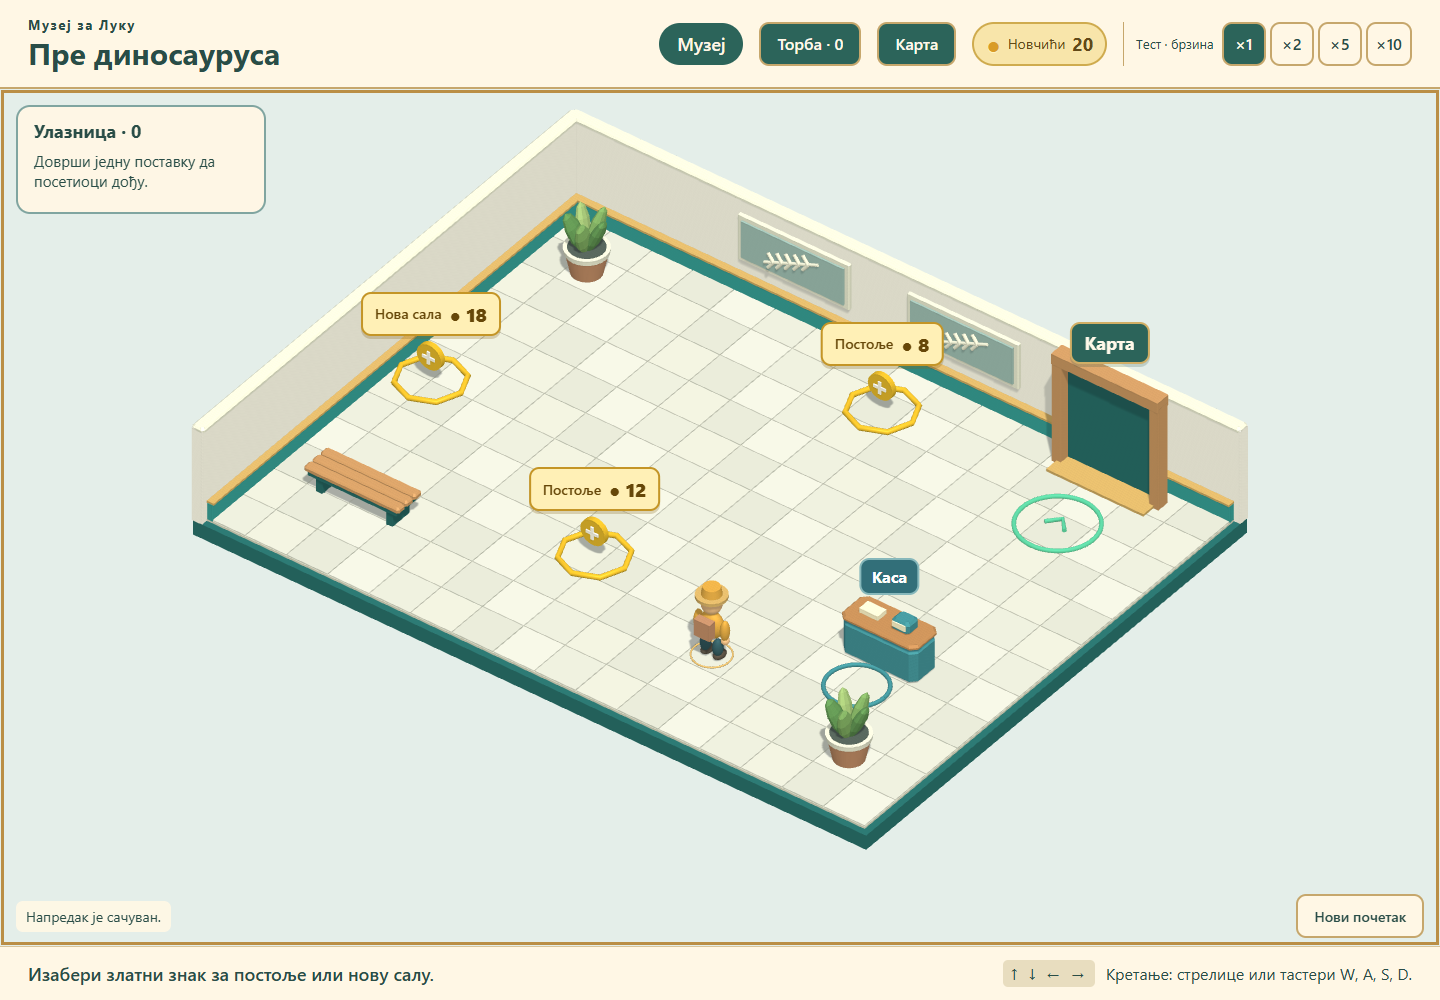 Музеј за Луку
Пре диносауруса
Музеј
Торба · 0
Карта
Новчићи 20
Тест · брзина
×1
×2
×5
×10
Улазница · 0
Доврши једну поставку да
посетиоци дођу.
Нова сала 18
Постоље 8
Карта
Постоље 12
Каса
Напредак је сачуван.
Нови почетак
Изабери златни знак за постоље или нову салу.
↑ ↓ ← → Кретање: стрелице или тастери W, A, S, D.